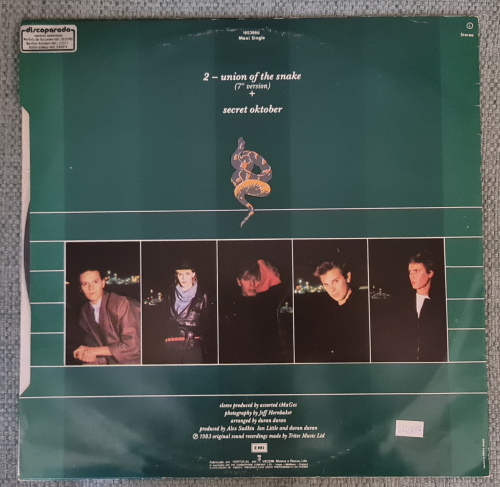 discoparada
1652866
Maxi Single
L
Stereo
2 – union of the snake
(7" version)
+
secret oktober
sleeve produced by assorted iMaGes
photography by Jeff Hornbaker
arranged by duran duran
produced by Alex Sadkin Ian Little and duran duran
℗ 1983 original sound recordings made by Tritec Music Ltd
EMI